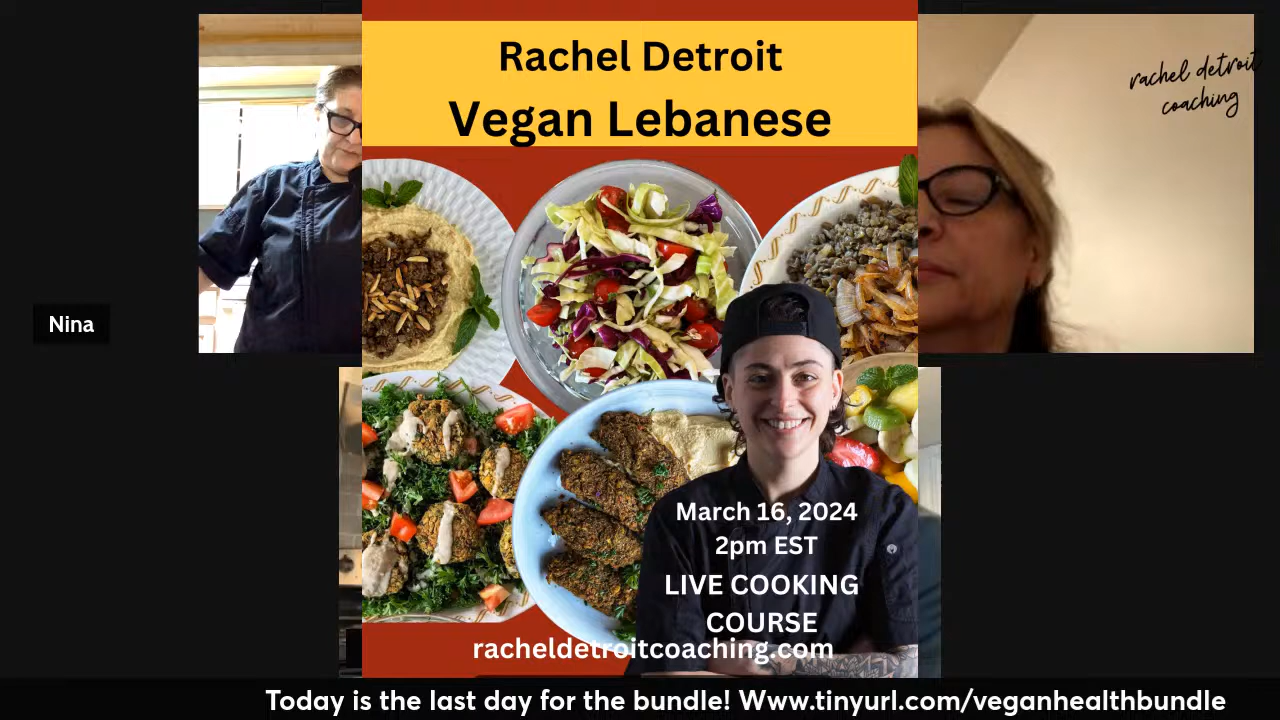 Rachel Detroit
Vegan Lebanese
rachel detroit
coaching
Nina
March 16, 2024
2pm EST
LIVE COOKING
COURSE
racheldetroitcoaching.com
Today is the last day for the bundle! Www.tinyurl.com/veganhealthbundle